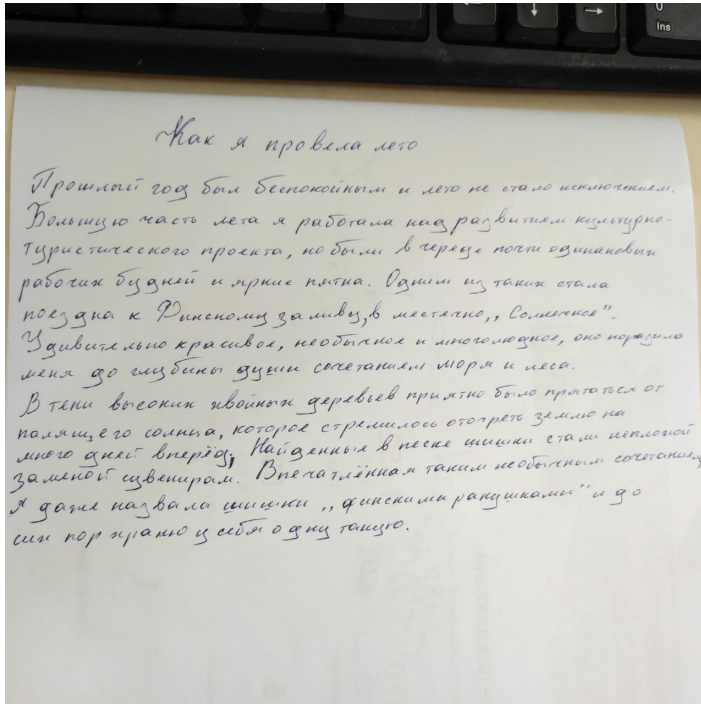 U
Ins
←
↓
→
Как я провела лето
Прошлый год был беспокойным и лето не стало исключением.
Большую часть лета я работала над развитием культурно-
туристического проекта, но были в череде почти одинаковых
рабочих будней и яркие пятна. Одним из таких стала
поездка к Финскому заливу, в местечко „Солнечное".
Удивительно красивое, необычное и многолюдное, оно поразило
меня до глубины души сочетанием моря и леса.
В тени высоких хвойных деревьев приятно было прятаться от
палящего солнца, которое стремилось отогреть землю на
много дней вперёд. Найденные в песке шишки стали неплохой
заменой сувенирам. Впечатлённая таким необычным сочетанием,
я даже назвала шишки „финскими ракушками" и до
сих пор храню у себя одну такую.